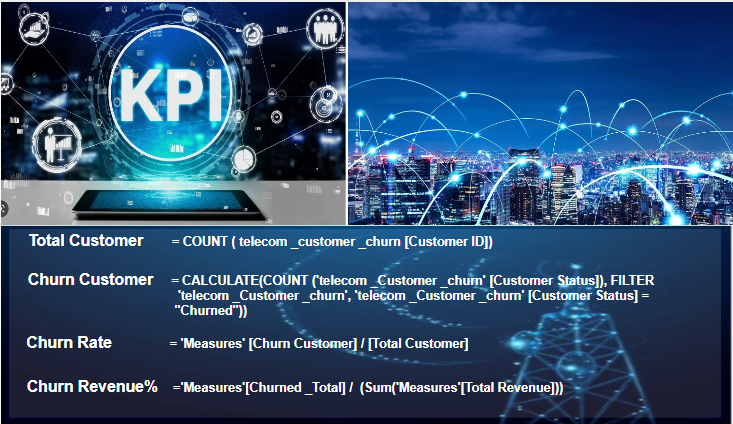 KPI
Total Customer = COUNT ( telecom _customer _churn [Customer ID])
Churn Customer = CALCULATE(COUNT ('telecom _Customer _churn' [Customer Status]), FILTER
'telecom _Customer _churn', 'telecom _Customer _churn' [Customer Status] =
"Churned"))
Churn Rate = 'Measures' [Churn Customer] / [Total Customer]
Churn Revenue% ='Measures'[Churned _Total] / (Sum('Measures'[Total Revenue]))